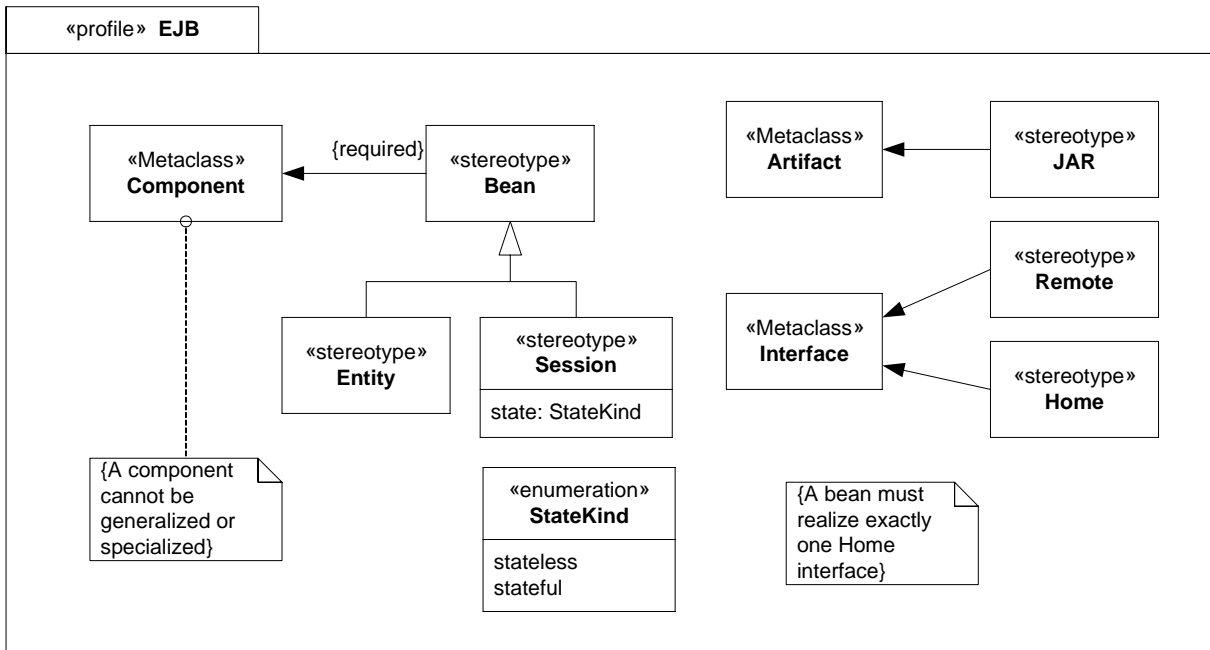 «profile» EJB
«Metaclass»
Component
{required}
«stereotype»
Bean
«Metaclass»
Artifact
«stereotype»
JAR
«stereotype»
Entity
«stereotype»
Session
state: StateKind
«Metaclass»
Interface
«stereotype»
Remote
«stereotype»
Home
{A component
cannot be
generalized or
specialized}
«enumeration»
StateKind
stateless
stateful
{A bean must
realize exactly
one Home
interface}